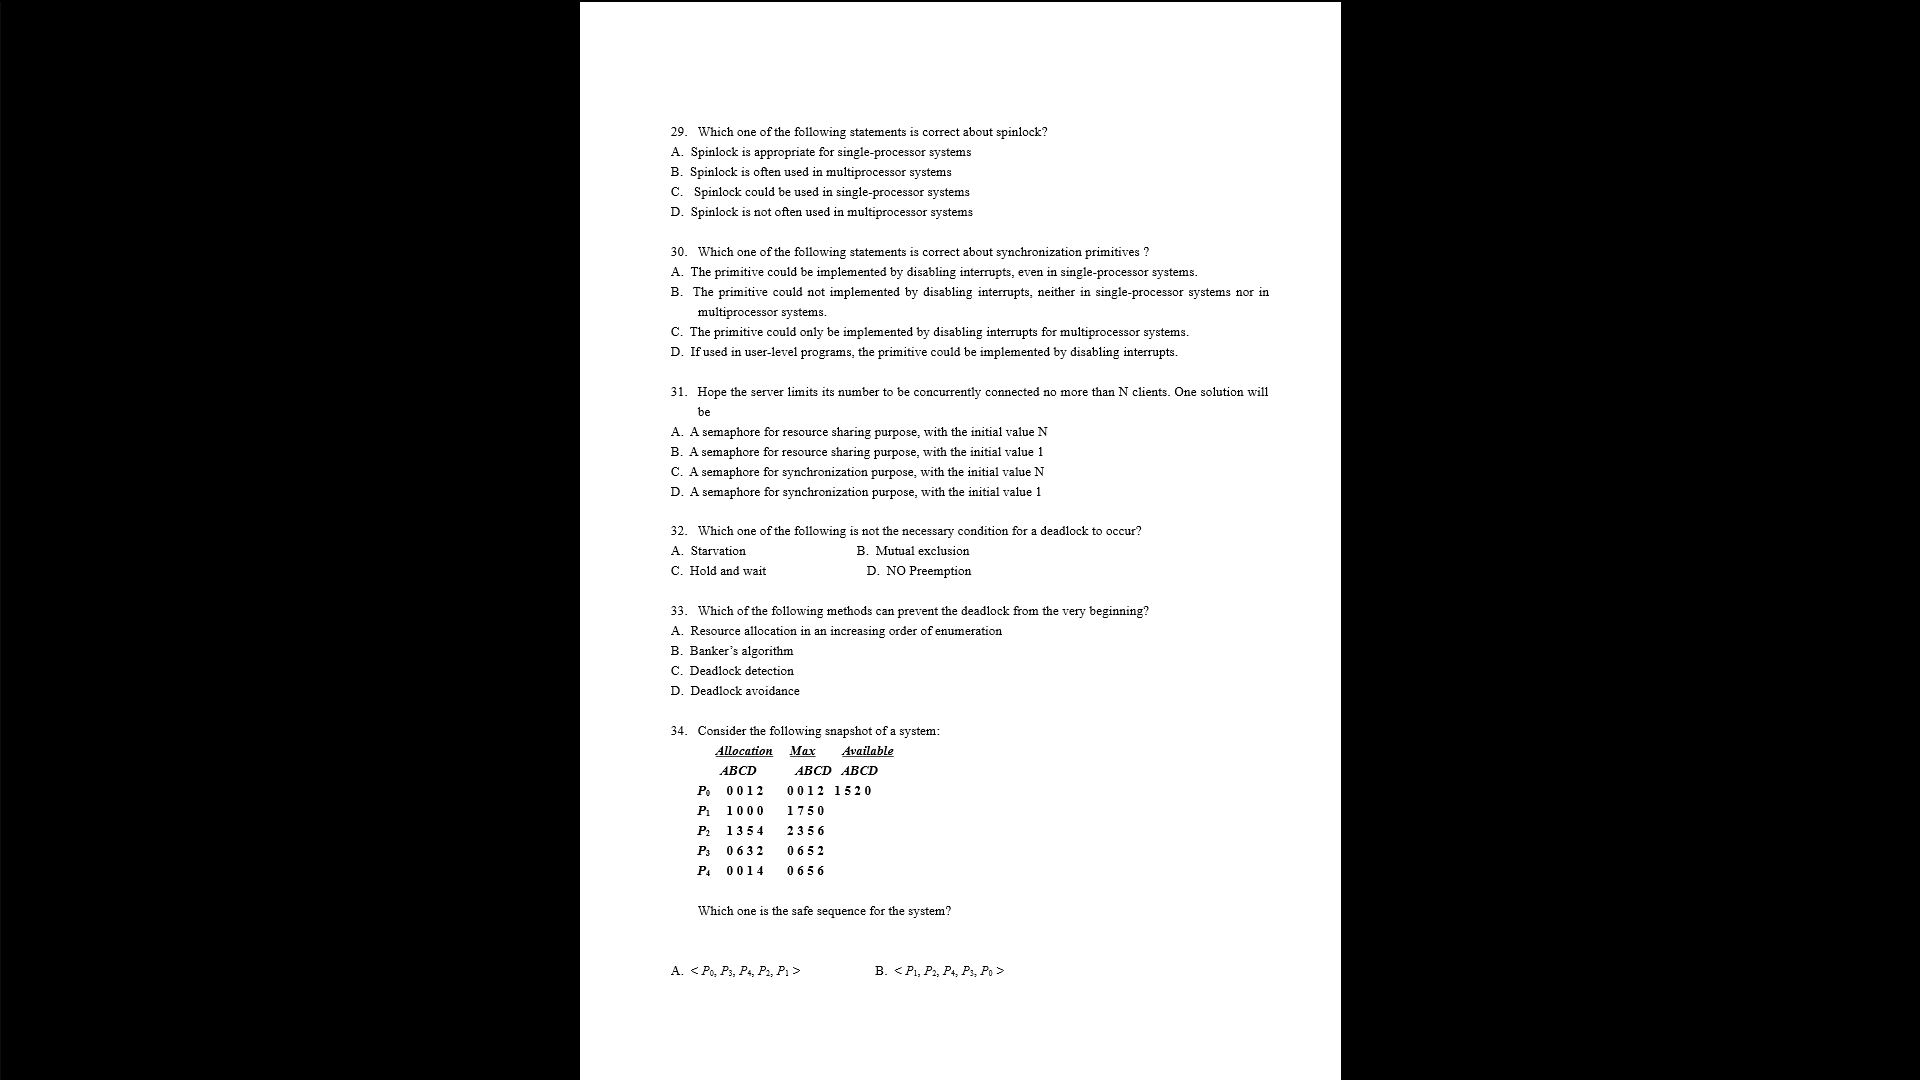 29. Which one of the following statements is correct about spinlock?
A. Spinlock is appropriate for single-processor systems
B. Spinlock is often used in multiprocessor systems
C. Spinlock could be used in single-processor systems
D. Spinlock is not often used in multiprocessor systems
30. Which one of the following statements is correct about synchronization primitives ?
A. The primitive could be implemented by disabling interrupts, even in single-processor systems.
B. The primitive could not implemented by disabling interrupts, neither in single-processor systems nor in
multiprocessor systems.
C. The primitive could only be implemented by disabling interrupts for multiprocessor systems.
D. If used in user-level programs, the primitive could be implemented by disabling interrupts.
31. Hope the server limits its number to be concurrently connected no more than N clients. One solution will
be
A. A semaphore for resource sharing purpose, with the initial value N
B. A semaphore for resource sharing purpose, with the initial value 1
C. A semaphore for synchronization purpose, with the initial value N
D. A semaphore for synchronization purpose, with the initial value 1
32. Which one of the following is not the necessary condition for a deadlock to occur?
A. Starvation B. Mutual exclusion
C. Hold and wait D. NO Preemption
33. Which of the following methods can prevent the deadlock from the very beginning?
A. Resource allocation in an increasing order of enumeration
B. Banker’s algorithm
C. Deadlock detection
D. Deadlock avoidance
34. Consider the following snapshot of a system:
Allocation Max Available
ABCD ABCD ABCD
P0 0 0 1 2 0 0 1 2 1 5 2 0
P1 1 0 0 0 1 7 5 0
P2 1 3 5 4 2 3 5 6
P3 0 6 3 2 0 6 5 2
P4 0 0 1 4 0 6 5 6
Which one is the safe sequence for the system?
A. < P0, P3, P4, P2, P1 > B. < P1, P2, P4, P3, P0 >